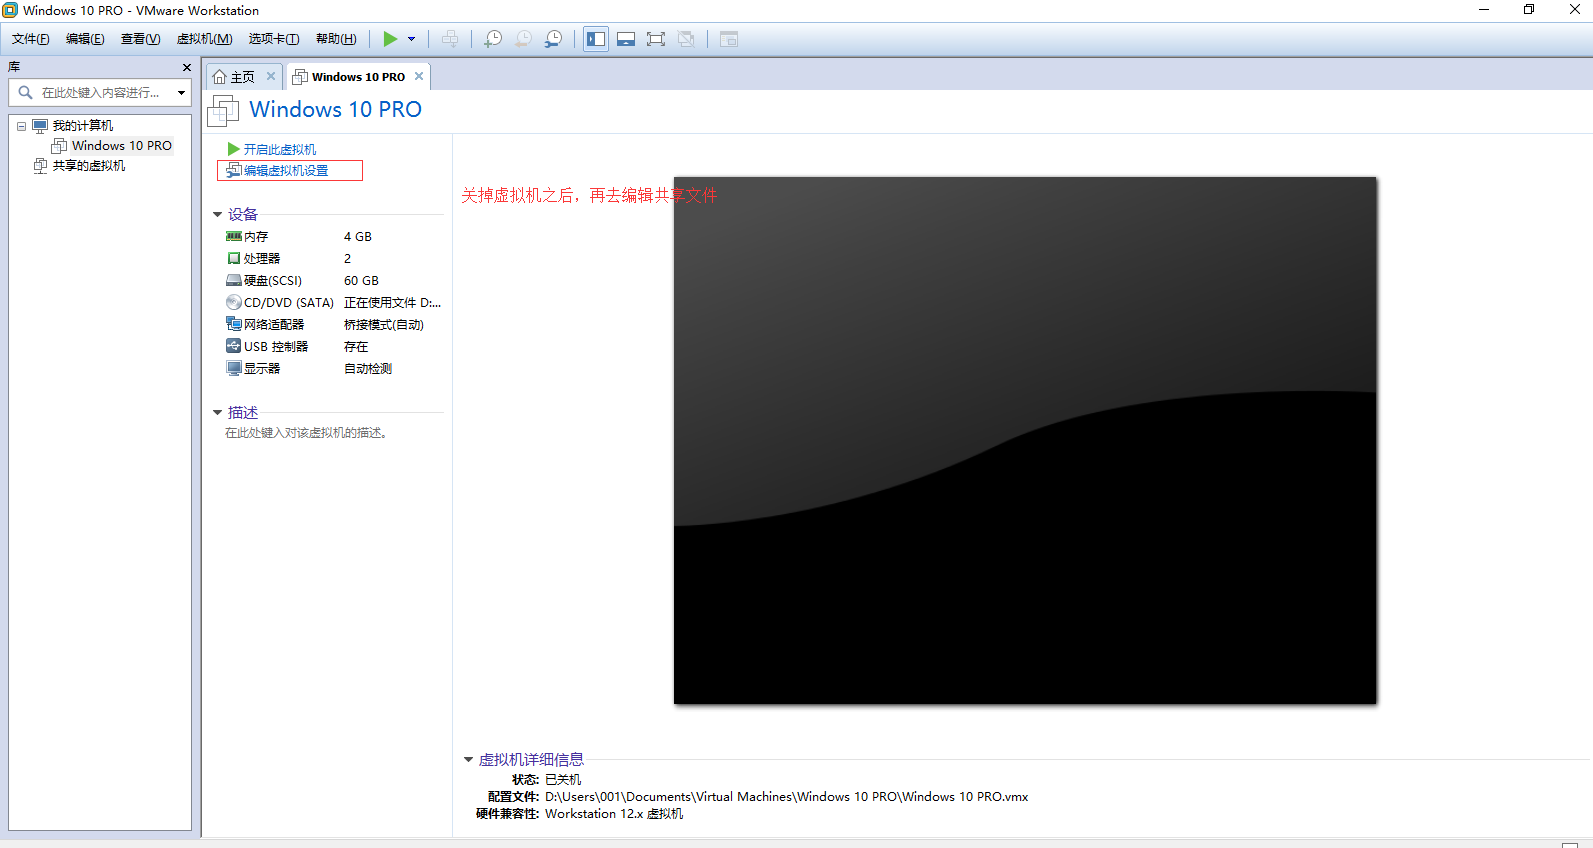 Windows 10 PRO - VMware Workstation
文件(F) 编辑(E) 查看(V) 虚拟机(M) 选项卡(T) 帮助(H)
库
在此处键入内容进行...
我的计算机
Windows 10 PRO
共享的虚拟机
主页
Windows 10 PRO
Windows 10 PRO
开启此虚拟机
编辑虚拟机设置
关掉虚拟机之后，再去编辑共享文件
设备
内存 4 GB
处理器 2
硬盘(SCSI) 60 GB
CD/DVD (SATA) 正在使用文件 D:...
网络适配器 桥接模式(自动)
USB 控制器 存在
显示器 自动检测
描述
在此处键入对该虚拟机的描述。
虚拟机详细信息
状态: 已关机
配置文件: D:\Users\001\Documents\Virtual Machines\Windows 10 PRO\Windows 10 PRO.vmx
硬件兼容性: Workstation 12.x 虚拟机